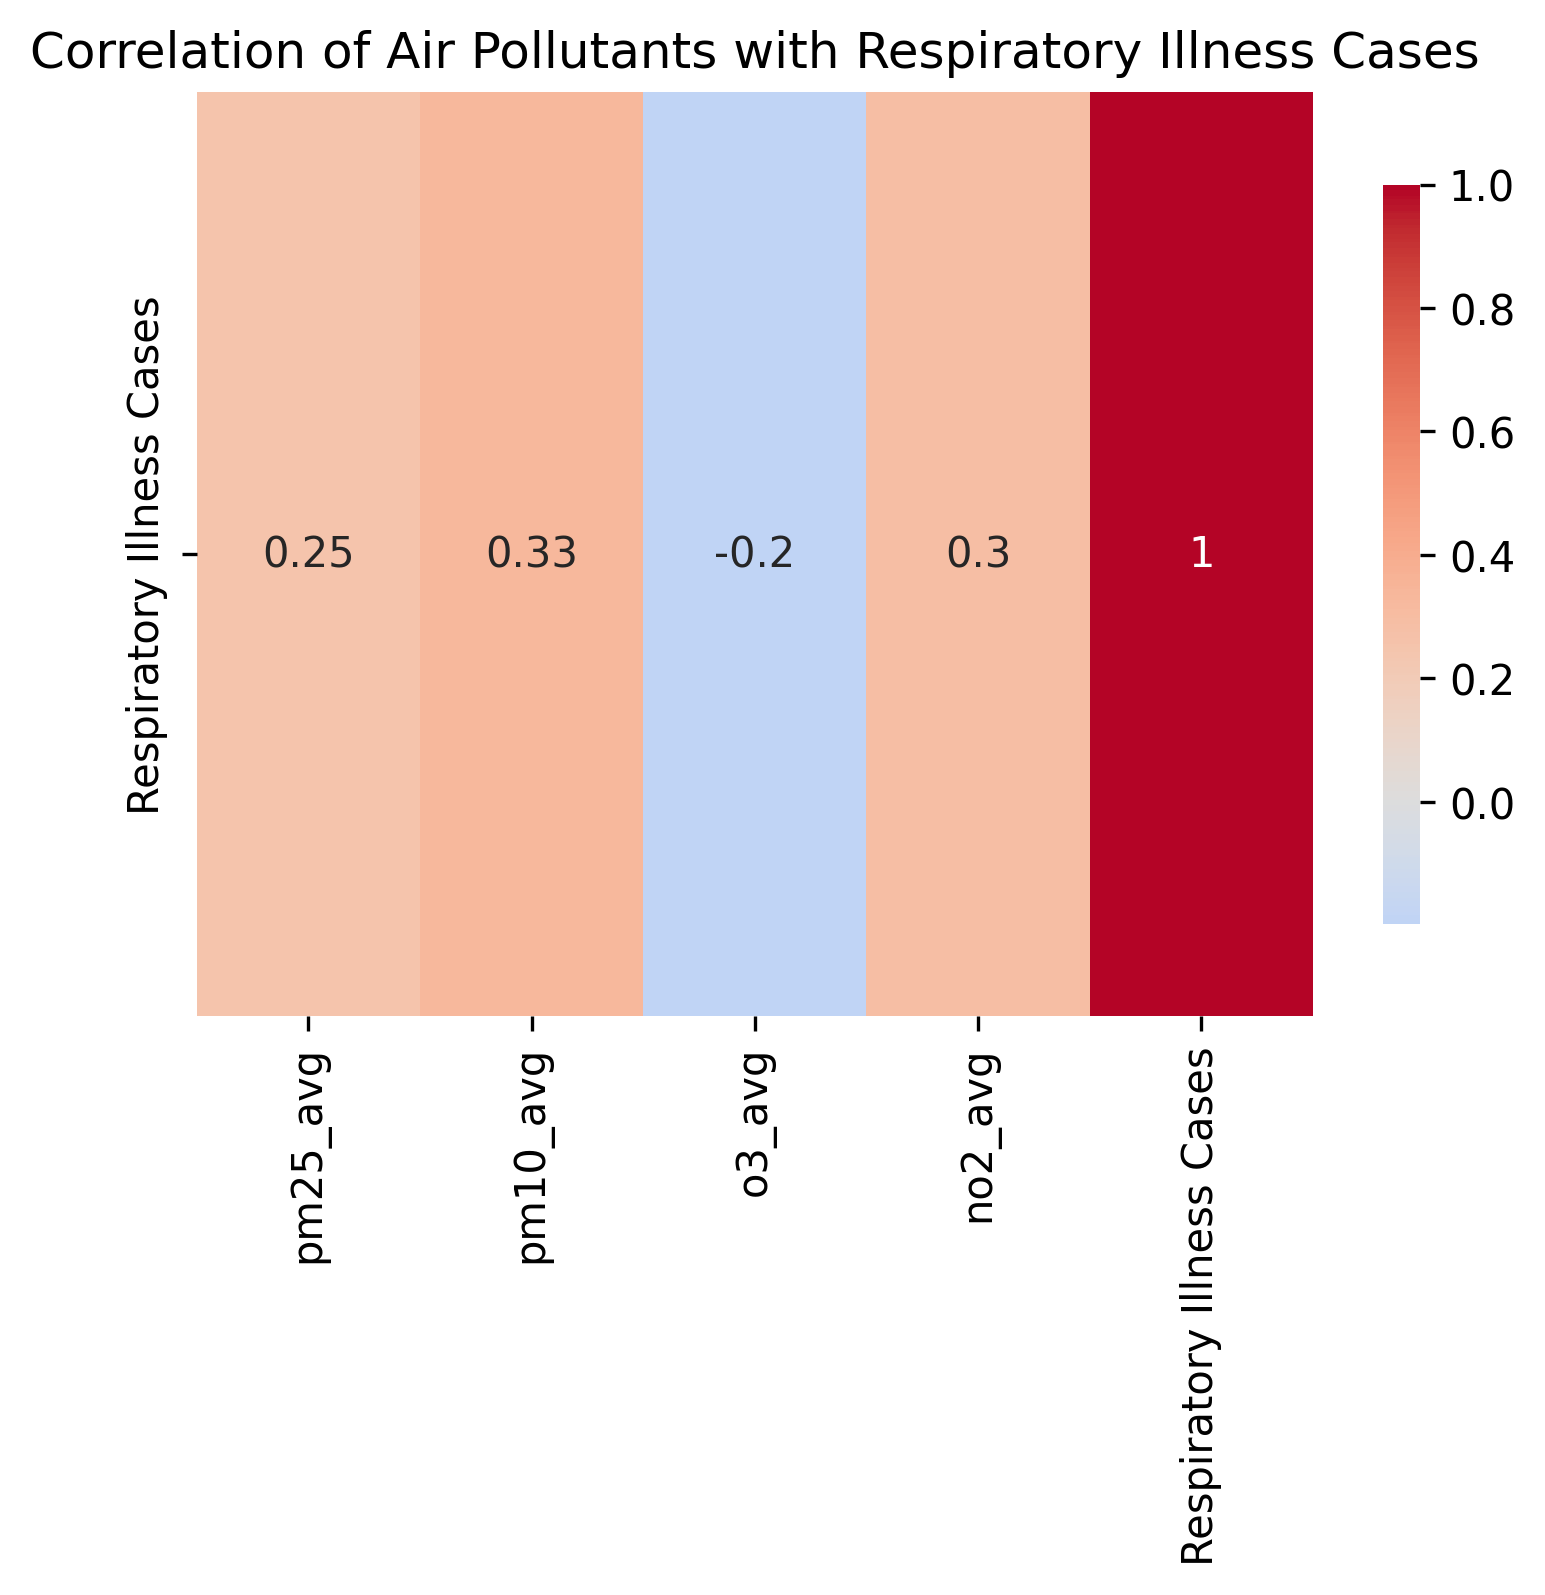 Correlation of Air Pollutants with Respiratory Illness Cases
Respiratory Illness Cases
0.25
0.33
-0.2
0.3
1
1.0
0.8
0.6
0.4
0.2
0.0
pm25_avg
pm10_avg
o3_avg
no2_avg
Respiratory Illness Cases